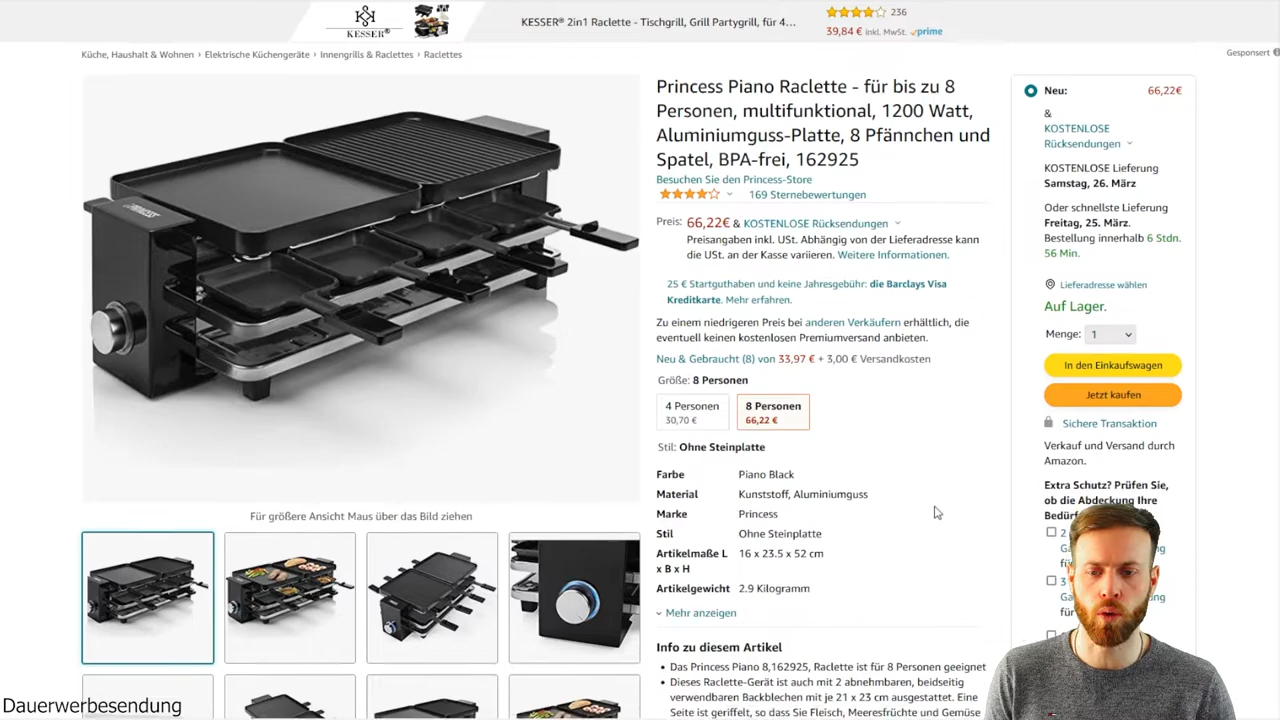 KESSER®
KESSER® 2in1 Raclette - Tischgrill, Grill Partygrill, für 4...
236
39,84 € inkl. MwSt. prime
Küche, Haushalt & Wohnen › Elektrische Küchengeräte › Innengrills & Raclettes › Raclettes
Gesponsert
PRINCESS
Princess Piano Raclette - für bis zu 8
Personen, multifunktional, 1200 Watt,
Aluminiumguss-Platte, 8 Pfännchen und
Spatel, BPA-frei, 162925
Besuchen Sie den Princess-Store
169 Sternebewertungen
Preis: 66,22€ & KOSTENLOSE Rücksendungen
Preisangaben inkl. USt. Abhängig von der Lieferadresse kann
die USt. an der Kasse variieren. Weitere Informationen.
25 € Startguthaben und keine Jahresgebühr: die Barclays Visa
Kreditkarte. Mehr erfahren.
Zu einem niedrigeren Preis bei anderen Verkäufern erhältlich, die
eventuell keinen kostenlosen Premiumversand anbieten.
Neu & Gebraucht (8) von 33,97 € + 3,00 € Versandkosten
Größe: 8 Personen
4 Personen
30,70 €
8 Personen
66,22 €
Stil: Ohne Steinplatte
Farbe Piano Black
Material Kunststoff, Aluminiumguss
Marke Princess
Stil Ohne Steinplatte
Artikelmaße L 16 x 23.5 x 52 cm
x B x H
Artikelgewicht 2.9 Kilogramm
Mehr anzeigen
Info zu diesem Artikel
• Das Princess Piano 8,162925, Raclette ist für 8 Personen geeignet
• Dieses Raclette-Gerät ist auch mit 2 abnehmbaren, beidseitig
verwendbaren Backblechen mit je 21 x 23 cm ausgestattet. Eine
Seite ist geriffelt, so dass Sie Fleisch, Meeresfrüchte und Gemüse
Für größere Ansicht Maus über das Bild ziehen
Neu: 66,22€
&
KOSTENLOSE
Rücksendungen
KOSTENLOSE Lieferung
Samstag, 26. März
Oder schnellste Lieferung
Freitag, 25. März.
Bestellung innerhalb 6 Stdn.
56 Min.
Lieferadresse wählen
Auf Lager.
Menge: 1
In den Einkaufswagen
Jetzt kaufen
Sichere Transaktion
Verkauf und Versand durch
Amazon.
Extra Schutz? Prüfen Sie,
ob die Abdeckung Ihre
2
3
Dauerwerbesendung